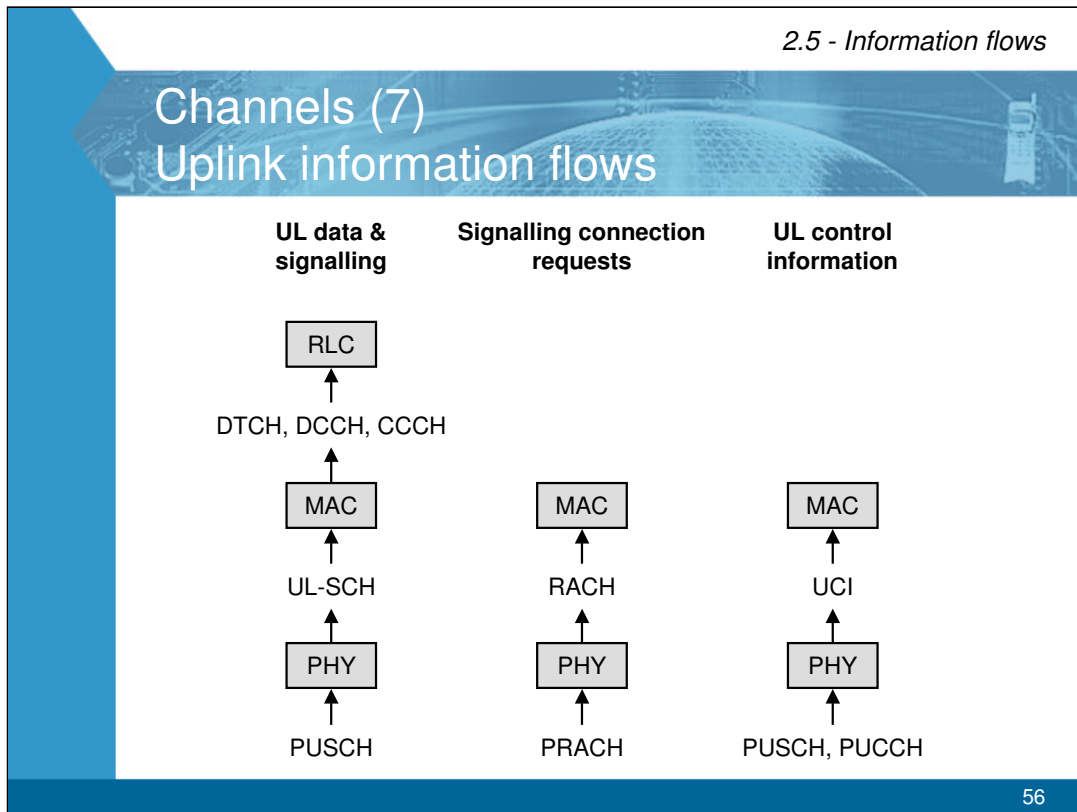 2.5 - Information flows
Channels (7)
Uplink information flows
UL data &
signalling
Signalling connection
requests
UL control
information
RLC
DTCH, DCCH, CCCH
MAC
MAC
MAC
UL-SCH
RACH
UCI
PHY
PHY
PHY
PUSCH
PRACH
PUSCH, PUCCH
56